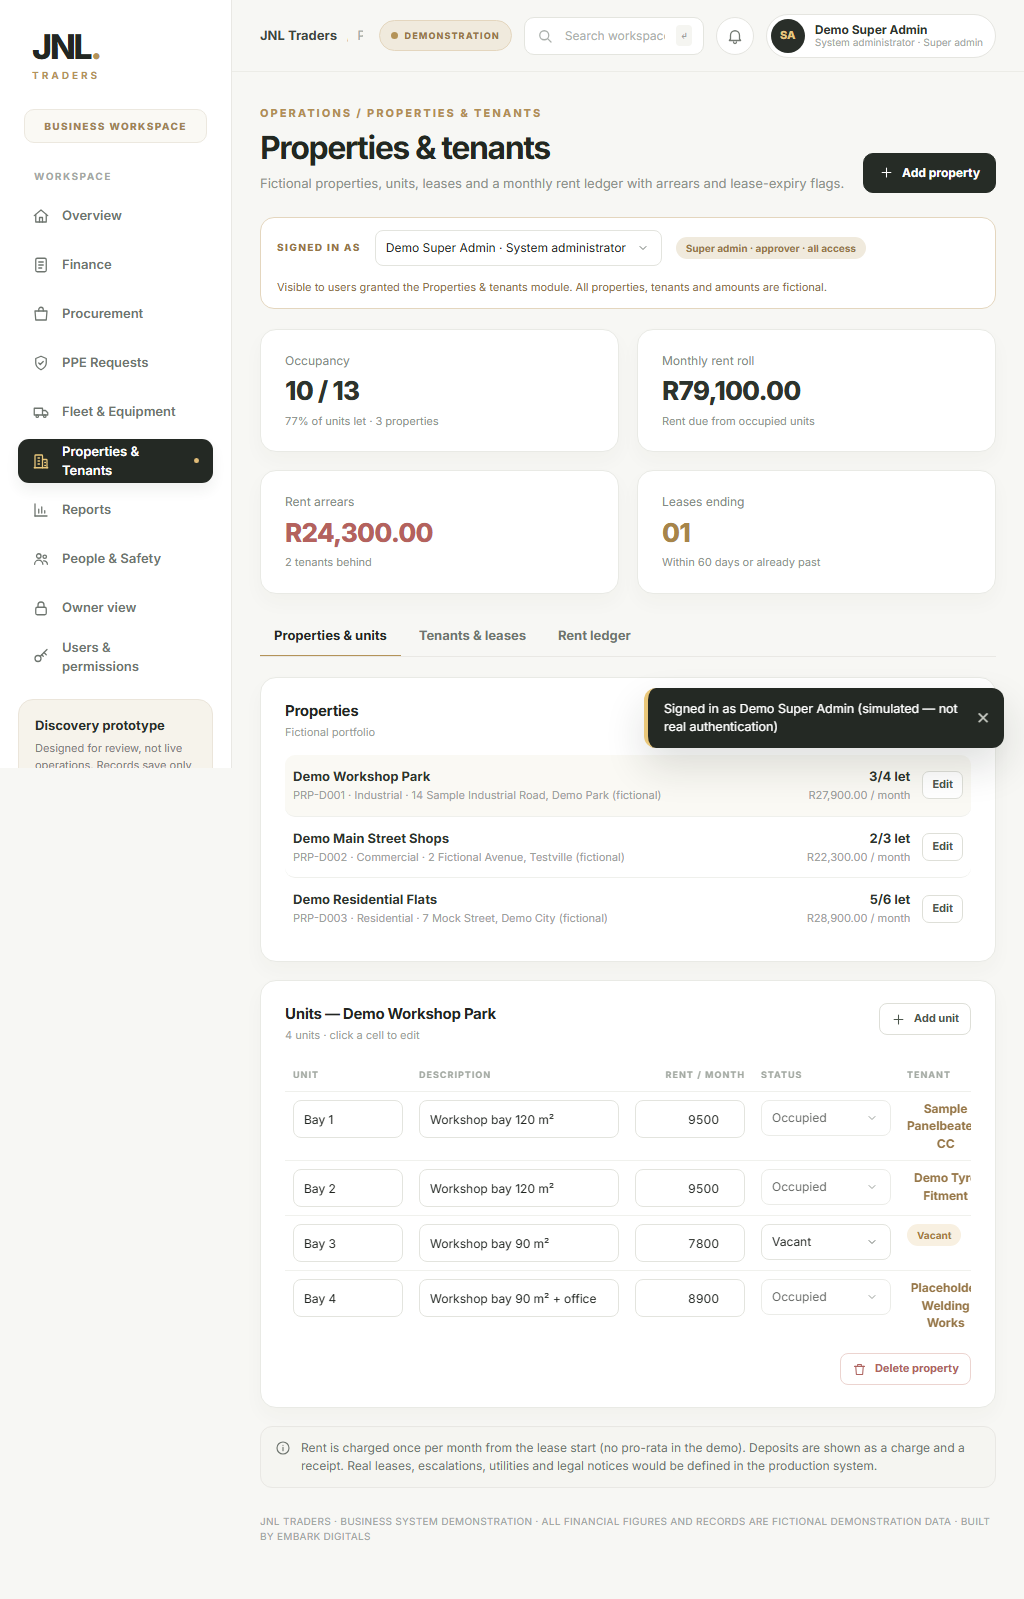 JNL.
TRADERS
BUSINESS WORKSPACE
WORKSPACE
Overview
Finance
Procurement
PPE Requests
Fleet & Equipment
Properties &
Tenants
Reports
People & Safety
Owner view
Users &
permissions
Discovery prototype
Designed for review, not live
operations. Records save only
JNL Traders
DEMONSTRATION
Search workspace
SA
Demo Super Admin
System administrator · Super admin
OPERATIONS / PROPERTIES & TENANTS
Properties & tenants
Fictional properties, units, leases and a monthly rent ledger with arrears and lease-expiry flags.
Add property
SIGNED IN AS
Demo Super Admin · System administrator
Super admin · approver · all access
Visible to users granted the Properties & tenants module. All properties, tenants and amounts are fictional.
Occupancy
10 / 13
77% of units let · 3 properties
Monthly rent roll
R79,100.00
Rent due from occupied units
Rent arrears
R24,300.00
2 tenants behind
Leases ending
01
Within 60 days or already past
Properties & units
Tenants & leases
Rent ledger
Properties
Fictional portfolio
Signed in as Demo Super Admin (simulated — not
real authentication)
Demo Workshop Park
PRP-D001 · Industrial · 14 Sample Industrial Road, Demo Park (fictional)
3/4 let
R27,900.00 / month
Edit
Demo Main Street Shops
PRP-D002 · Commercial · 2 Fictional Avenue, Testville (fictional)
2/3 let
R22,300.00 / month
Edit
Demo Residential Flats
PRP-D003 · Residential · 7 Mock Street, Demo City (fictional)
5/6 let
R28,900.00 / month
Edit
Units — Demo Workshop Park
4 units · click a cell to edit
Add unit
UNIT DESCRIPTION RENT / MONTH STATUS TENANT
Bay 1 Workshop bay 120 m² 9500 Occupied
Sample
Panelbeate
CC
Bay 2 Workshop bay 120 m² 9500 Occupied
Demo Tyre
Fitment
Bay 3 Workshop bay 90 m² 7800 Vacant Vacant
Bay 4 Workshop bay 90 m² + office 8900 Occupied
Placeholde
Welding
Works
Delete property
Rent is charged once per month from the lease start (no pro-rata in the demo). Deposits are shown as a charge and a
receipt. Real leases, escalations, utilities and legal notices would be defined in the production system.
JNL TRADERS · BUSINESS SYSTEM DEMONSTRATION · ALL FINANCIAL FIGURES AND RECORDS ARE FICTIONAL DEMONSTRATION DATA · BUILT
BY EMBARK DIGITALS